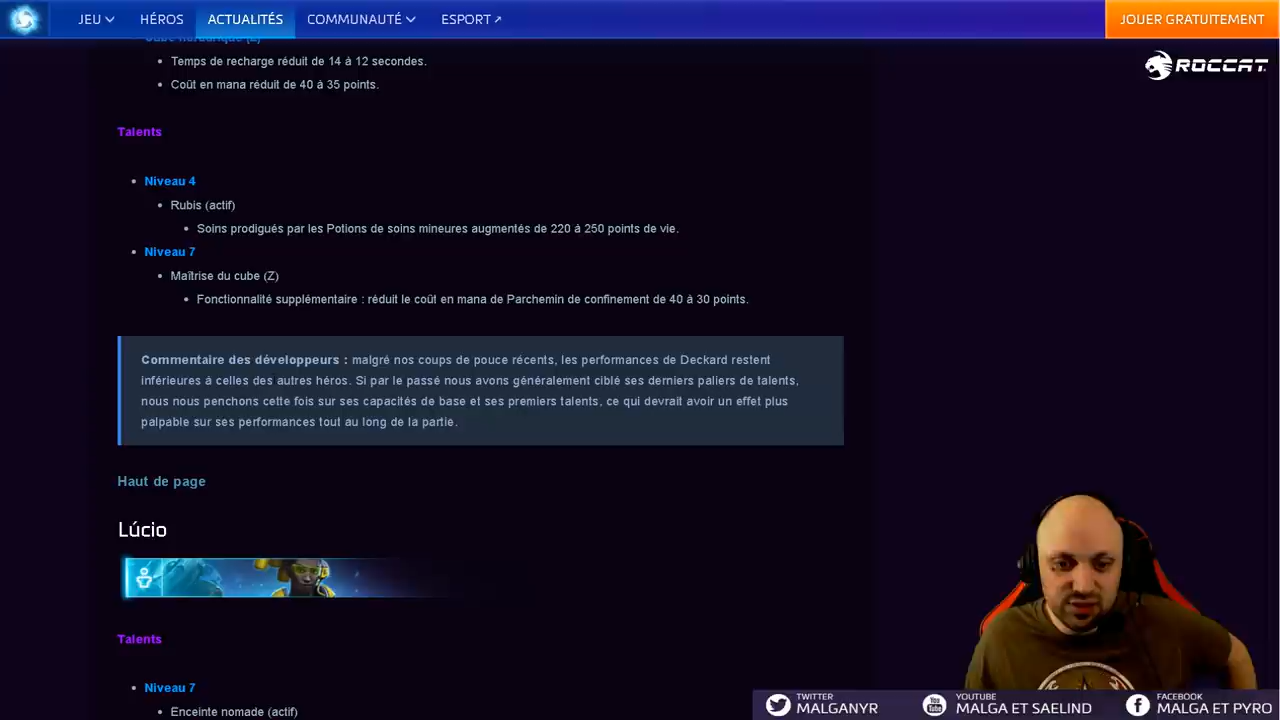 JEU
HÉROS
ACTUALITÉS
COMMUNAUTÉ
ESPORT
JOUER GRATUITEMENT
ROCCAT
Temps de recharge réduit de 14 à 12 secondes.
Coût en mana réduit de 40 à 35 points.
Talents
Niveau 4
Rubis (actif)
Soins prodigués par les Potions de soins mineures augmentés de 220 à 250 points de vie.
Niveau 7
Maîtrise du cube (Z)
Fonctionnalité supplémentaire : réduit le coût en mana de Parchemin de confinement de 40 à 30 points.
Commentaire des développeurs : malgré nos coups de pouce récents, les performances de Deckard restent
inférieures à celles des autres héros. Si par le passé nous avons généralement ciblé ses derniers paliers de talents,
nous nous penchons cette fois sur ses capacités de base et ses premiers talents, ce qui devrait avoir un effet plus
palpable sur ses performances tout au long de la partie.
Haut de page
Lúcio
Talents
Niveau 7
Enceinte nomade (actif)
TWITTER
MALGANYR
YOUTUBE
MALGA ET SAELIND
FACEBOOK
MALGA ET PYRO